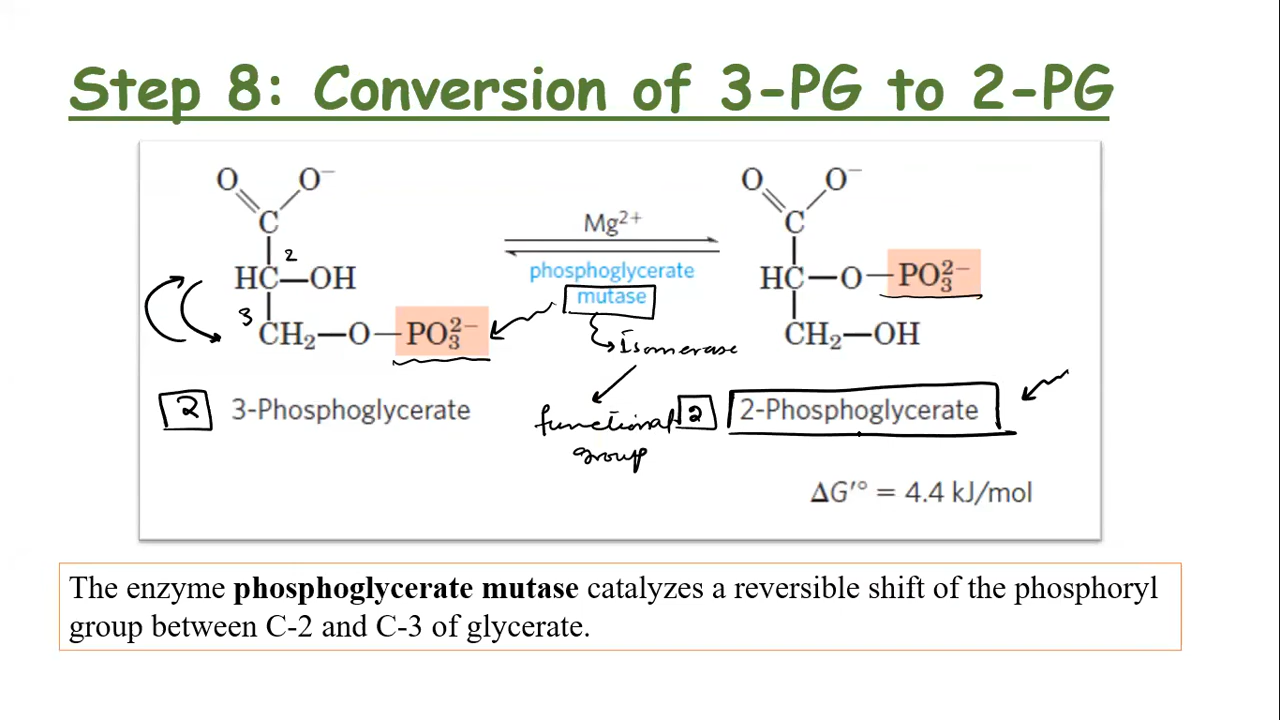 Step 8: Conversion of 3-PG to 2-PG
O O⁻ Mg²⁺ O O⁻
C C
2
HC—OH phosphoglycerate HC—O—PO₃²⁻
3 mutase
CH₂—O—PO₃²⁻ Isomerase CH₂—OH
2 3-Phosphoglycerate functional 2 2-Phosphoglycerate
group
ΔG′° = 4.4 kJ/mol
The enzyme phosphoglycerate mutase catalyzes a reversible shift of the phosphoryl
group between C-2 and C-3 of glycerate.